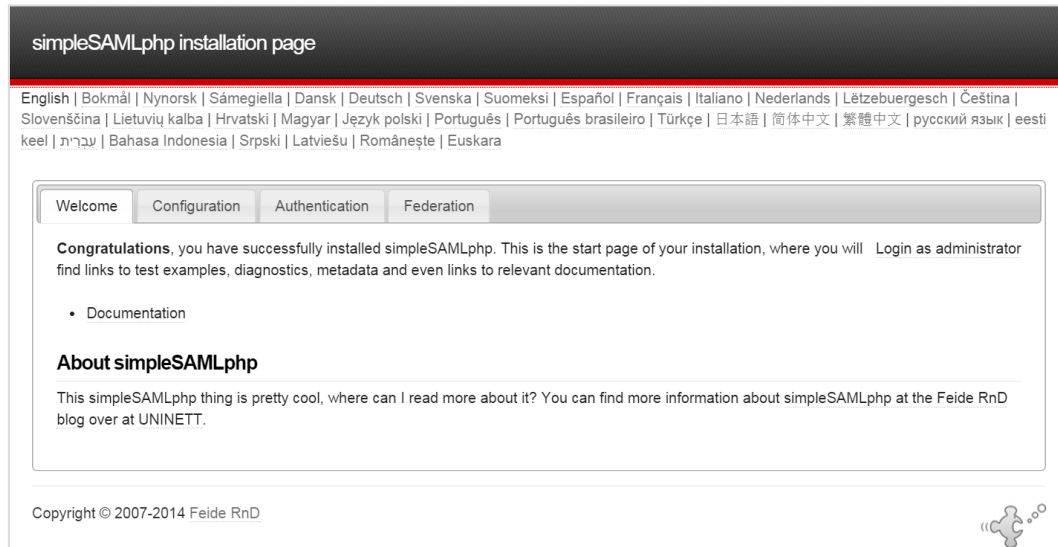 simpleSAMLphp installation page
English | Bokmål | Nynorsk | Sámegiella | Dansk | Deutsch | Svenska | Suomeksi | Español | Français | Italiano | Nederlands | Lëtzebuergesch | Čeština |
Slovenščina | Lietuvių kalba | Hrvatski | Magyar | Język polski | Português | Português brasileiro | Türkçe | 日本語 | 简体中文 | 繁體中文 | русский язык | eesti
keel | עִבְרִית | Bahasa Indonesia | Srpski | Latviešu | Românește | Euskara
Welcome Configuration Authentication Federation
Congratulations, you have successfully installed simpleSAMLphp. This is the start page of your installation, where you will Login as administrator
find links to test examples, diagnostics, metadata and even links to relevant documentation.
• Documentation
About simpleSAMLphp
This simpleSAMLphp thing is pretty cool, where can I read more about it? You can find more information about simpleSAMLphp at the Feide RnD
blog over at UNINETT.
Copyright © 2007-2014 Feide RnD